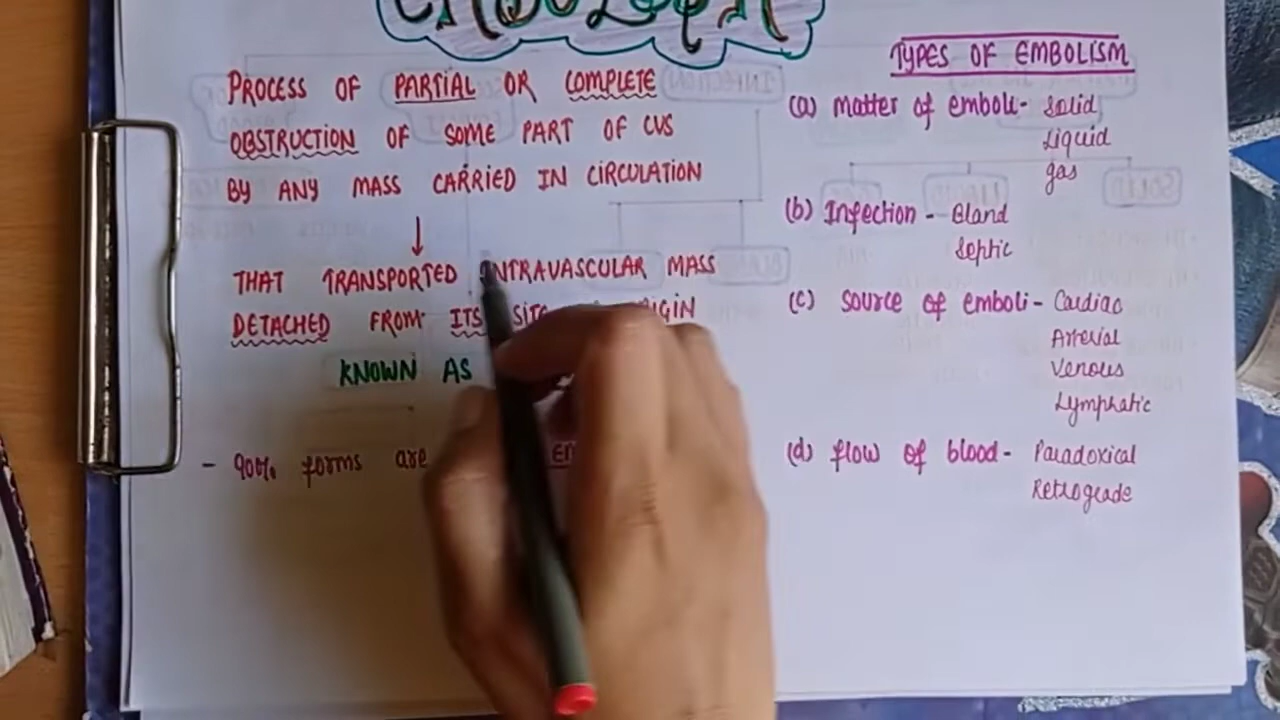 PROCESS OF PARTIAL OR COMPLETE
OBSTRUCTION OF SOME PART OF CVS
BY ANY MASS CARRIED IN CIRCULATION
THAT TRANSPORTED INTRAVASCULAR MASS
DETACHED FROM ITS
KNOWN AS
- 90% forms are
TYPES OF EMBOLISM
(a) matter of emboli- Solid
Liquid
gas
(b) Infection - Bland
Septic
(c) source of emboli - Cardiac
Arterial
Venous
Lymphatic
(d) flow of blood - Paradoxical
Retrograde